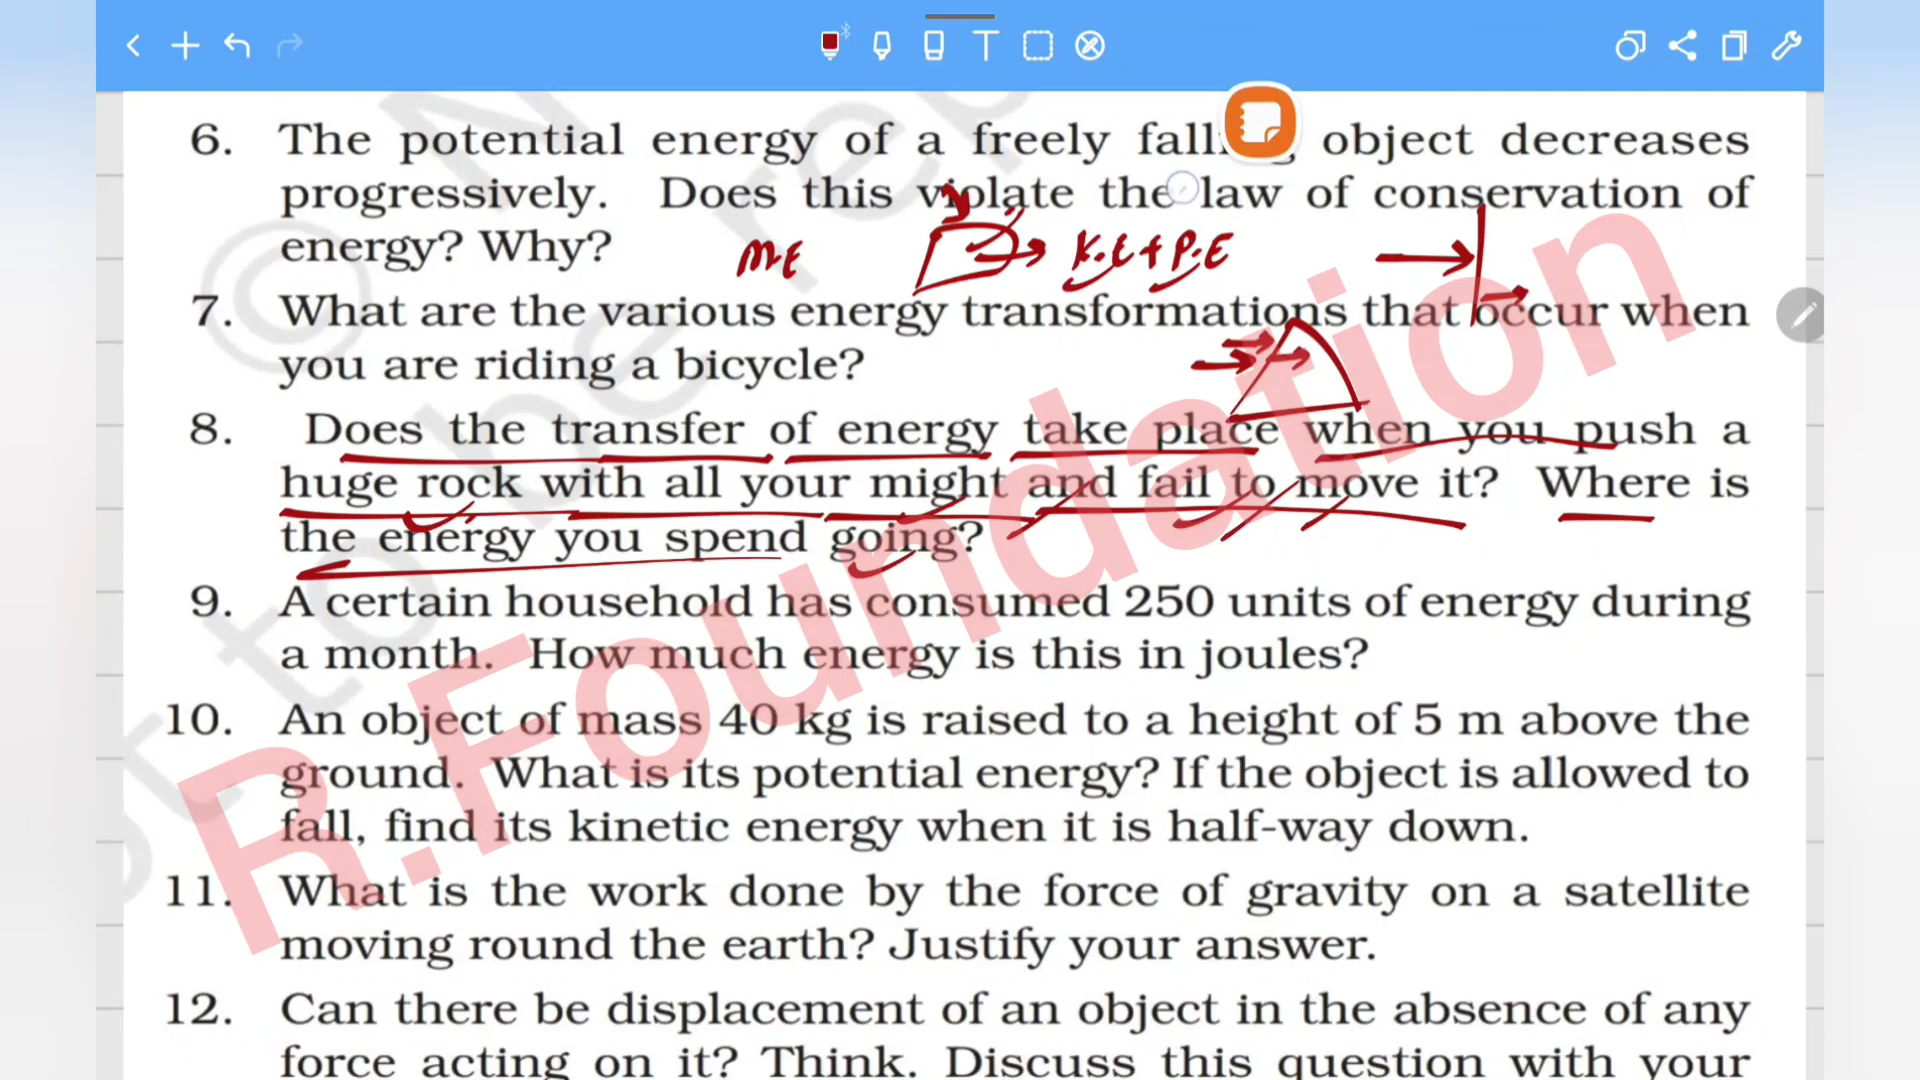 6. The potential energy of a freely falling object decreases
progressively. Does this violate the law of conservation of
energy? Why?
M.E K.E + P.E
7. What are the various energy transformations that occur when
you are riding a bicycle?
8. Does the transfer of energy take place when you push a
huge rock with all your might and fail to move it? Where is
the energy you spend going?
9. A certain household has consumed 250 units of energy during
a month. How much energy is this in joules?
10. An object of mass 40 kg is raised to a height of 5 m above the
ground. What is its potential energy? If the object is allowed to
fall, find its kinetic energy when it is half-way down.
11. What is the work done by the force of gravity on a satellite
moving round the earth? Justify your answer.
12. Can there be displacement of an object in the absence of any
force acting on it? Think. Discuss this question with your
R.Foundation
© N
to be rep